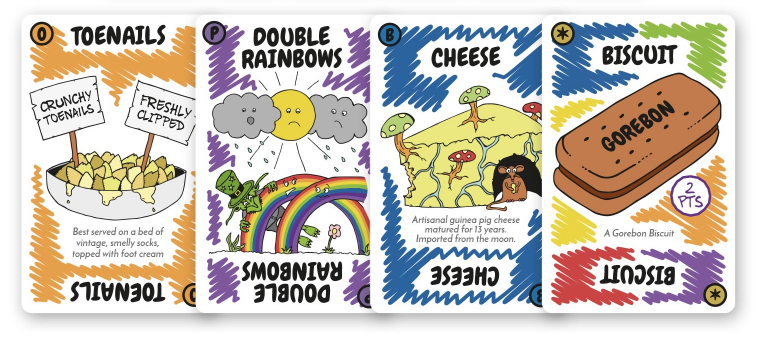 O
TOENAILS
CRUNCHY
TOENAILS
FRESHLY
CLIPPED
Best served on a bed of
vintage, smelly socks,
topped with foot cream
TOENAILS
O
P
DOUBLE
RAINBOWS
DOUBLE
RAINBOWS
B
CHEESE
Artisanal guinea pig cheese
matured for 13 years.
Imported from the moon.
CHEESE
B
*
BISCUIT
GOREBON
2
PTS
A Gorebon Biscuit
BISCUIT
*